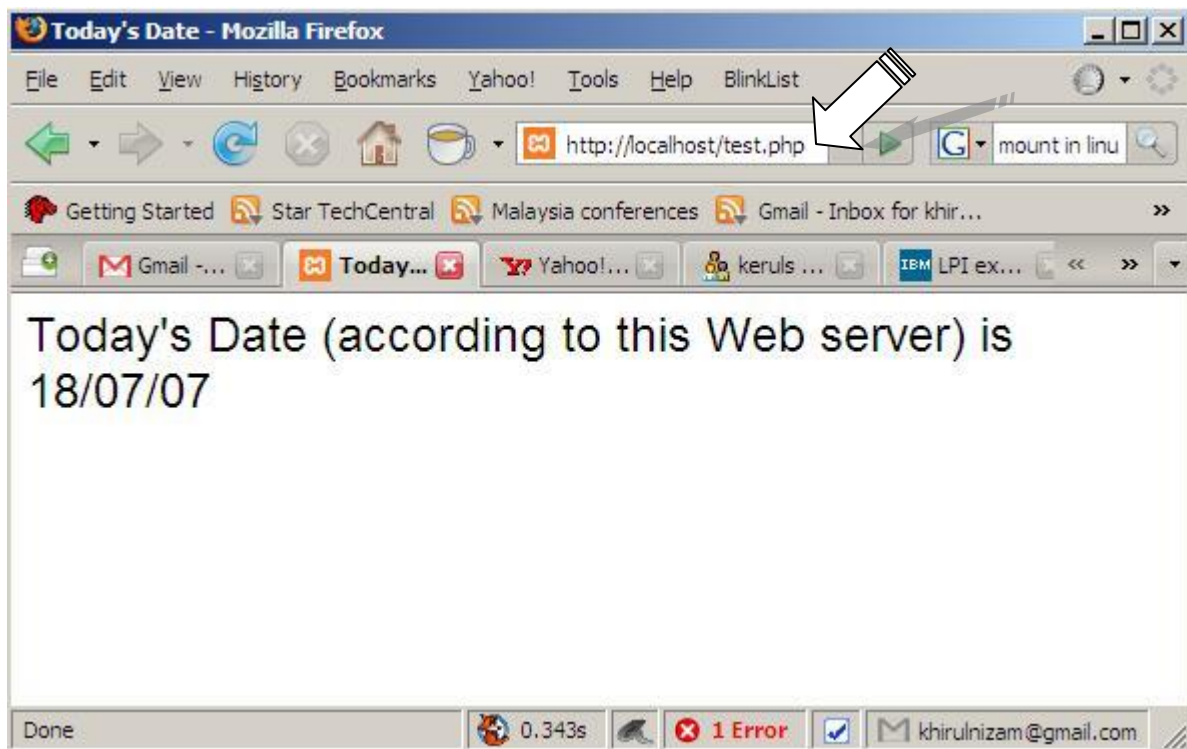 Today's Date - Mozilla Firefox
File Edit View History Bookmarks Yahoo! Tools Help BlinkList
http://localhost/test.php G mount in linu
Getting Started Star TechCentral Malaysia conferences Gmail - Inbox for khir... »
Gmail -... Today... Yahoo!... keruls ... IBM LPI ex... « »
Today's Date (according to this Web server) is
18/07/07
Done 0.343s 1 Error khirulnizam@gmail.com